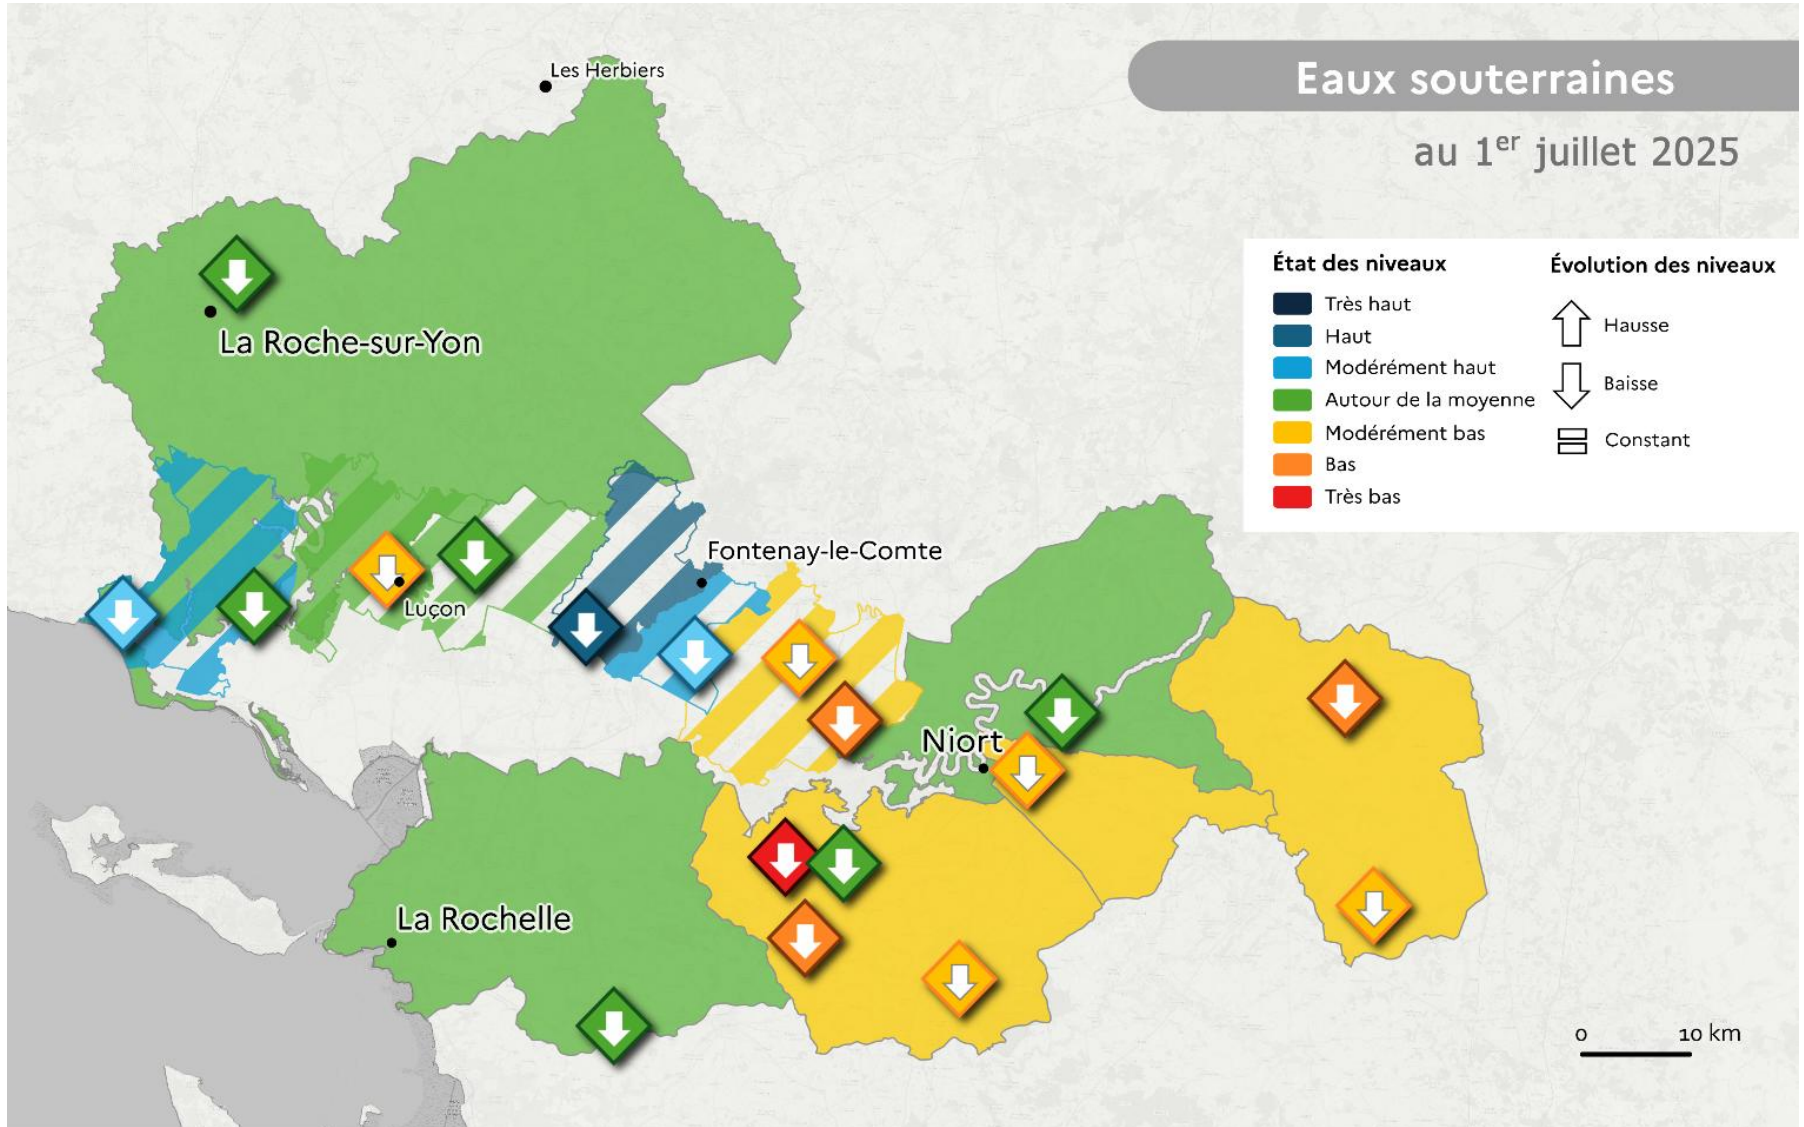 Eaux souterraines
au 1er juillet 2025
Les Herbiers
La Roche-sur-Yon
État des niveaux
Très haut
Haut
Modérément haut
Autour de la moyenne
Modérément bas
Bas
Très bas
Évolution des niveaux
Hausse
Baisse
Constant
Fontenay-le-Comte
Luçon
Niort
La Rochelle
0 10 km